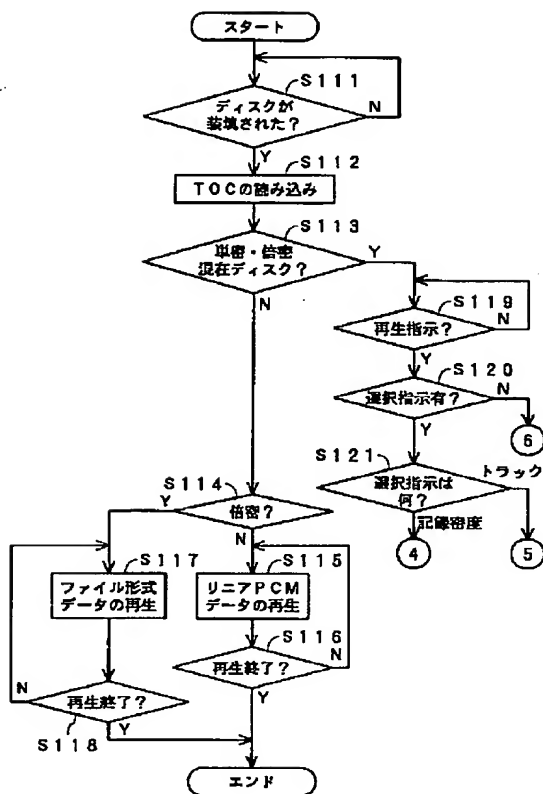 スタート
S111
ディスクが
装填された?
N
Y
S112
TOCの読み込み
S113
単密・倍密
混在ディスク?
Y
N
S119
再生指示?
N
Y
S120
選択指示有?
N
Y
6
S121
選択指示は
何?
トラック
記録密度
4
5
S114
倍密?
Y
N
S117
ファイル形式
データの再生
S115
リニアPCM
データの再生
S116
再生終了?
N
Y
再生終了?
N
Y
S118
エンド